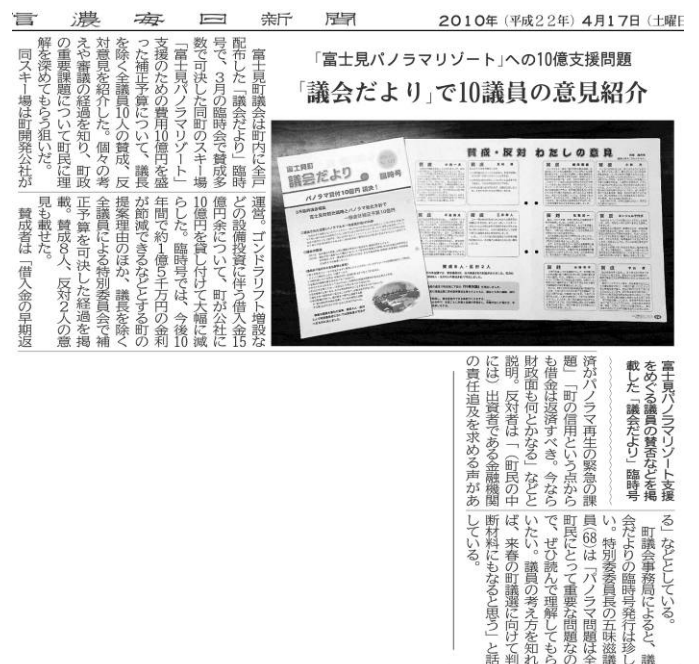 信濃毎日新聞
2010年 (平成22年) 4月17日 (土曜日
「富士見パノラマリゾート」への10億支援問題
「議会だより」で10議員の意見紹介
富士見町議会は町内に全戸
配布した「議会だより」臨時
号で、3月の臨時会で賛成多
数で可決した同町のスキー場
「富士見パノラマリゾート」
支援のための費用10億円を盛
った補正予算について、議長
を除く全議員10人の賛成、反
対意見を紹介した。個々の考
えや審議の経過を知り、町政
の重要課題について町民に理
解を深めてもらう狙いだ。
同スキー場は町開発公社が
運営。ゴンドラリフト増設な
どの設備投資に伴う借入金15
億円余について、町が公社に
10億円を貸し付けて大幅に減
らした。臨時号では、今後10
年間で約1億5千万円の金利
が節減できるなどとする町の
提案理由のほか、議長を除く
全議員による特別委員会で補
正予算を可決した経過を掲
載。賛成8人、反対2人の意
見も載せた。
賛成者は「借入金の早期返
富士見町
議会だより
臨時号
パノラマ貸付10億円 議決!
賛成・反対 わたしの意見
富士見パノラマリゾート支援
をめぐる議員の賛否などを掲
載した「議会だより」臨時号
済がパノラマ再生の緊急の課
題」「町の信用という点から
も借金は返済すべき。今なら
財政面も何とかなる」などと
説明。反対者は「(町民の中
には)出資者である金融機関
の責任追及を求める声があ
る」などとしている。
町議会事務局によると、議
会だよりの臨時号発行は珍し
い。特別委委員長の五味滋議
員(68)は「パノラマ問題は全
町民にとって重要な問題なの
で、ぜひ読んで理解してもら
いたい。議員の考え方を知れ
ば、来春の町議選に向けて判
断材料にもなると思う」と話
している。